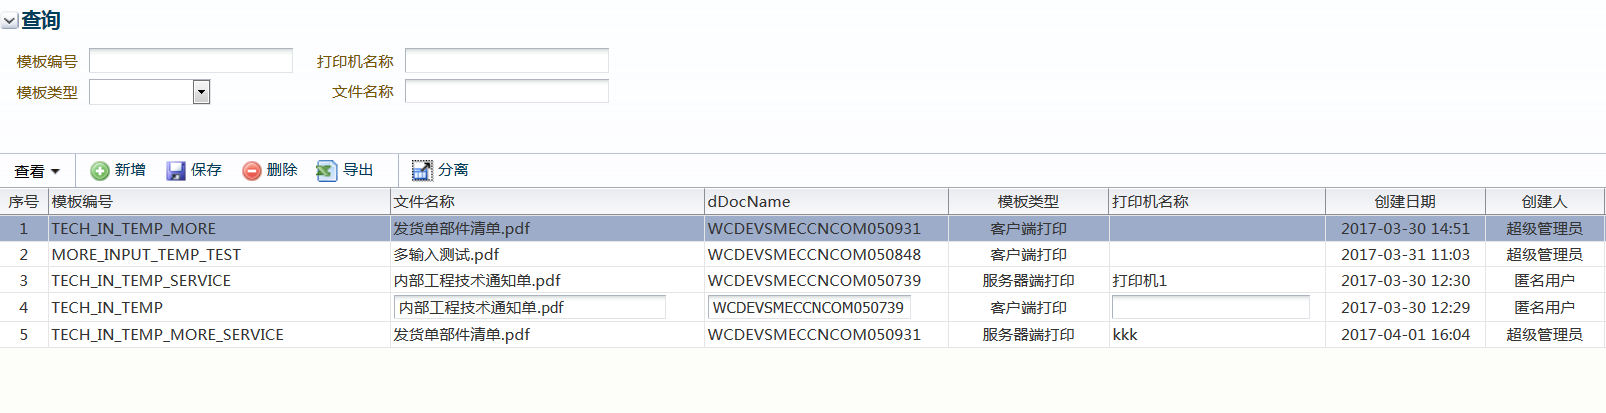 查询
模板编号 打印机名称
模板类型 文件名称
查看 新增 保存 删除 导出 分离
序号 模板编号 文件名称 dDocName 模板类型 打印机名称 创建日期 创建人
1 TECH_IN_TEMP_MORE 发货单部件清单.pdf WCDEVSMECCNCOM050931 客户端打印 2017-03-30 14:51 超级管理员
2 MORE_INPUT_TEMP_TEST 多输入测试.pdf WCDEVSMECCNCOM050848 客户端打印 2017-03-31 11:03 超级管理员
3 TECH_IN_TEMP_SERVICE 内部工程技术通知单.pdf WCDEVSMECCNCOM050739 服务器端打印 打印机1 2017-03-30 12:30 匿名用户
4 TECH_IN_TEMP 内部工程技术通知单.pdf WCDEVSMECCNCOM050739 客户端打印 2017-03-30 12:29 匿名用户
5 TECH_IN_TEMP_MORE_SERVICE 发货单部件清单.pdf WCDEVSMECCNCOM050931 服务器端打印 kkk 2017-04-01 16:04 超级管理员